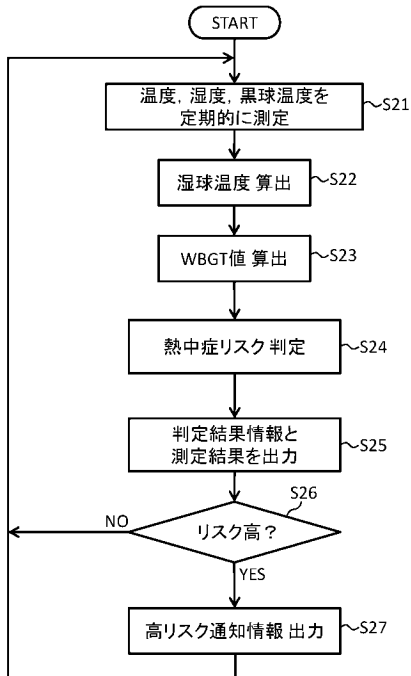 START
温度，湿度，黒球温度を
定期的に測定
S21
湿球温度 算出
S22
WBGT値 算出
S23
熱中症リスク 判定
S24
判定結果情報と
測定結果を出力
S25
S26
リスク高？
NO
YES
高リスク通知情報 出力
S27